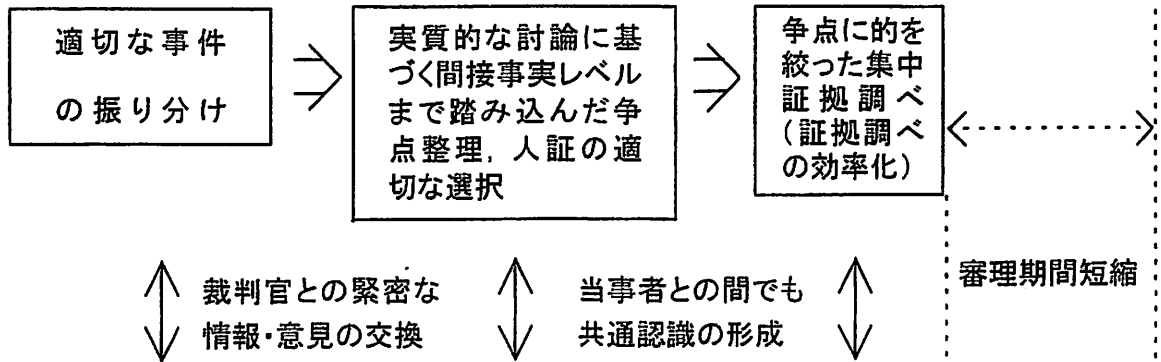 適切な事件
の振り分け
実質的な討論に基
づく間接事実レベル
まで踏み込んだ争
点整理，人証の適
切な選択
争点に的を
絞った集中
証拠調べ
（証拠調べ
の効率化）
裁判官との緊密な
情報・意見の交換
当事者との間でも
共通認識の形成
審理期間短縮